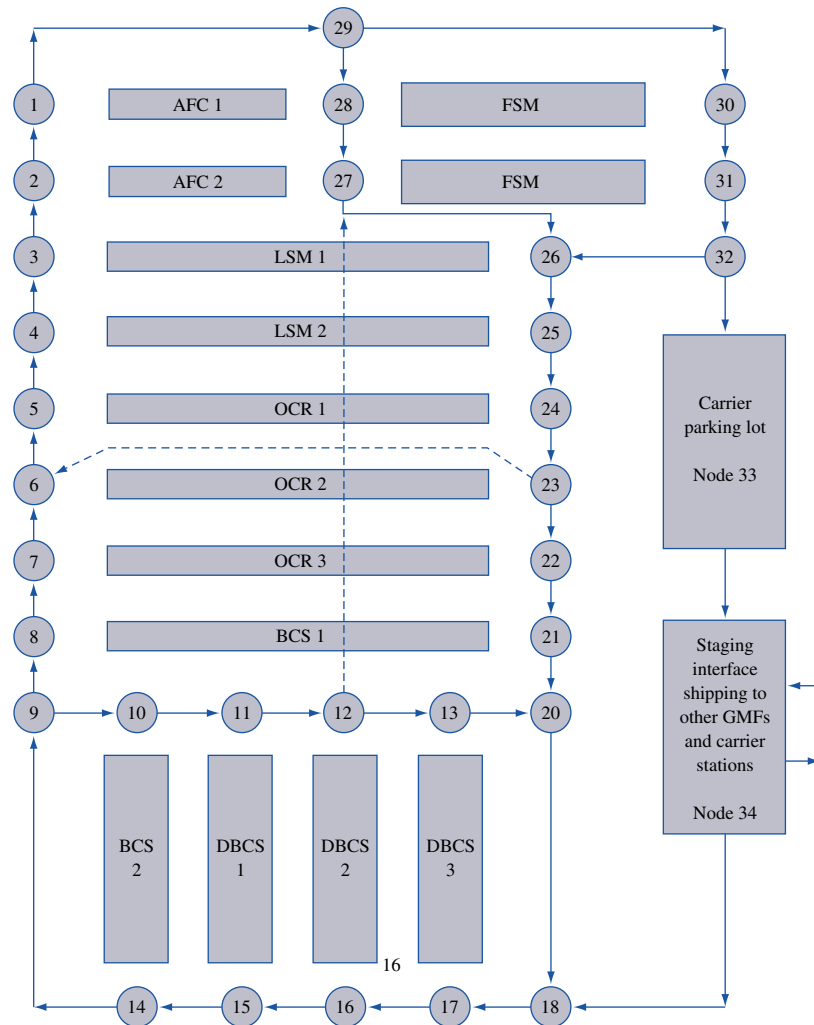 29
1
AFC 1
28
FSM
30
2
AFC 2
27
FSM
31
3
LSM 1
26
32
4
LSM 2
25
5
OCR 1
24
Carrier
parking lot
Node 33
6
OCR 2
23
7
OCR 3
22
8
BCS 1
21
Staging
interface
shipping to
other GMFs
and carrier
stations
Node 34
9
10
11
12
13
20
BCS
2
DBCS
1
DBCS
2
DBCS
3
16
14
15
16
17
18